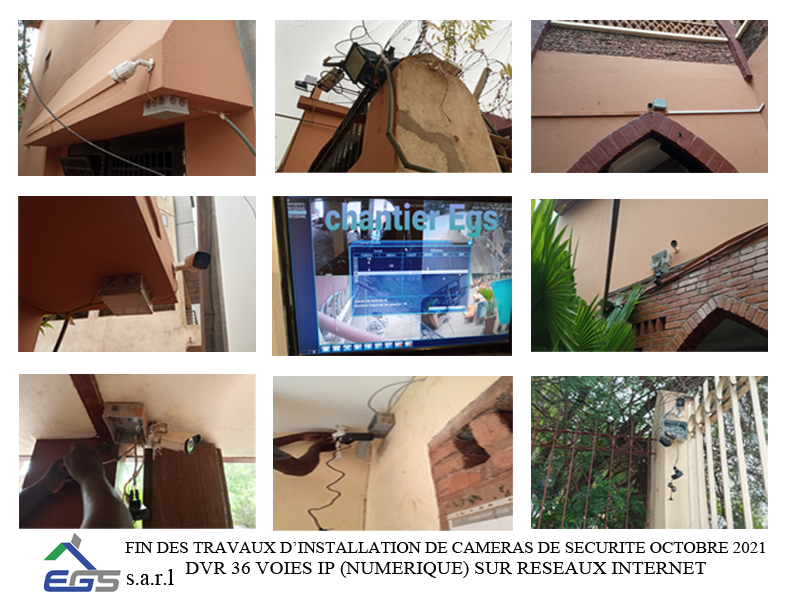 chantier Egs
FIN DES TRAVAUX D’INSTALLATION DE CAMERAS DE SECURITE OCTOBRE 2021
EGS s.a.r.l
DVR 36 VOIES IP (NUMERIQUE) SUR RESEAUX INTERNET